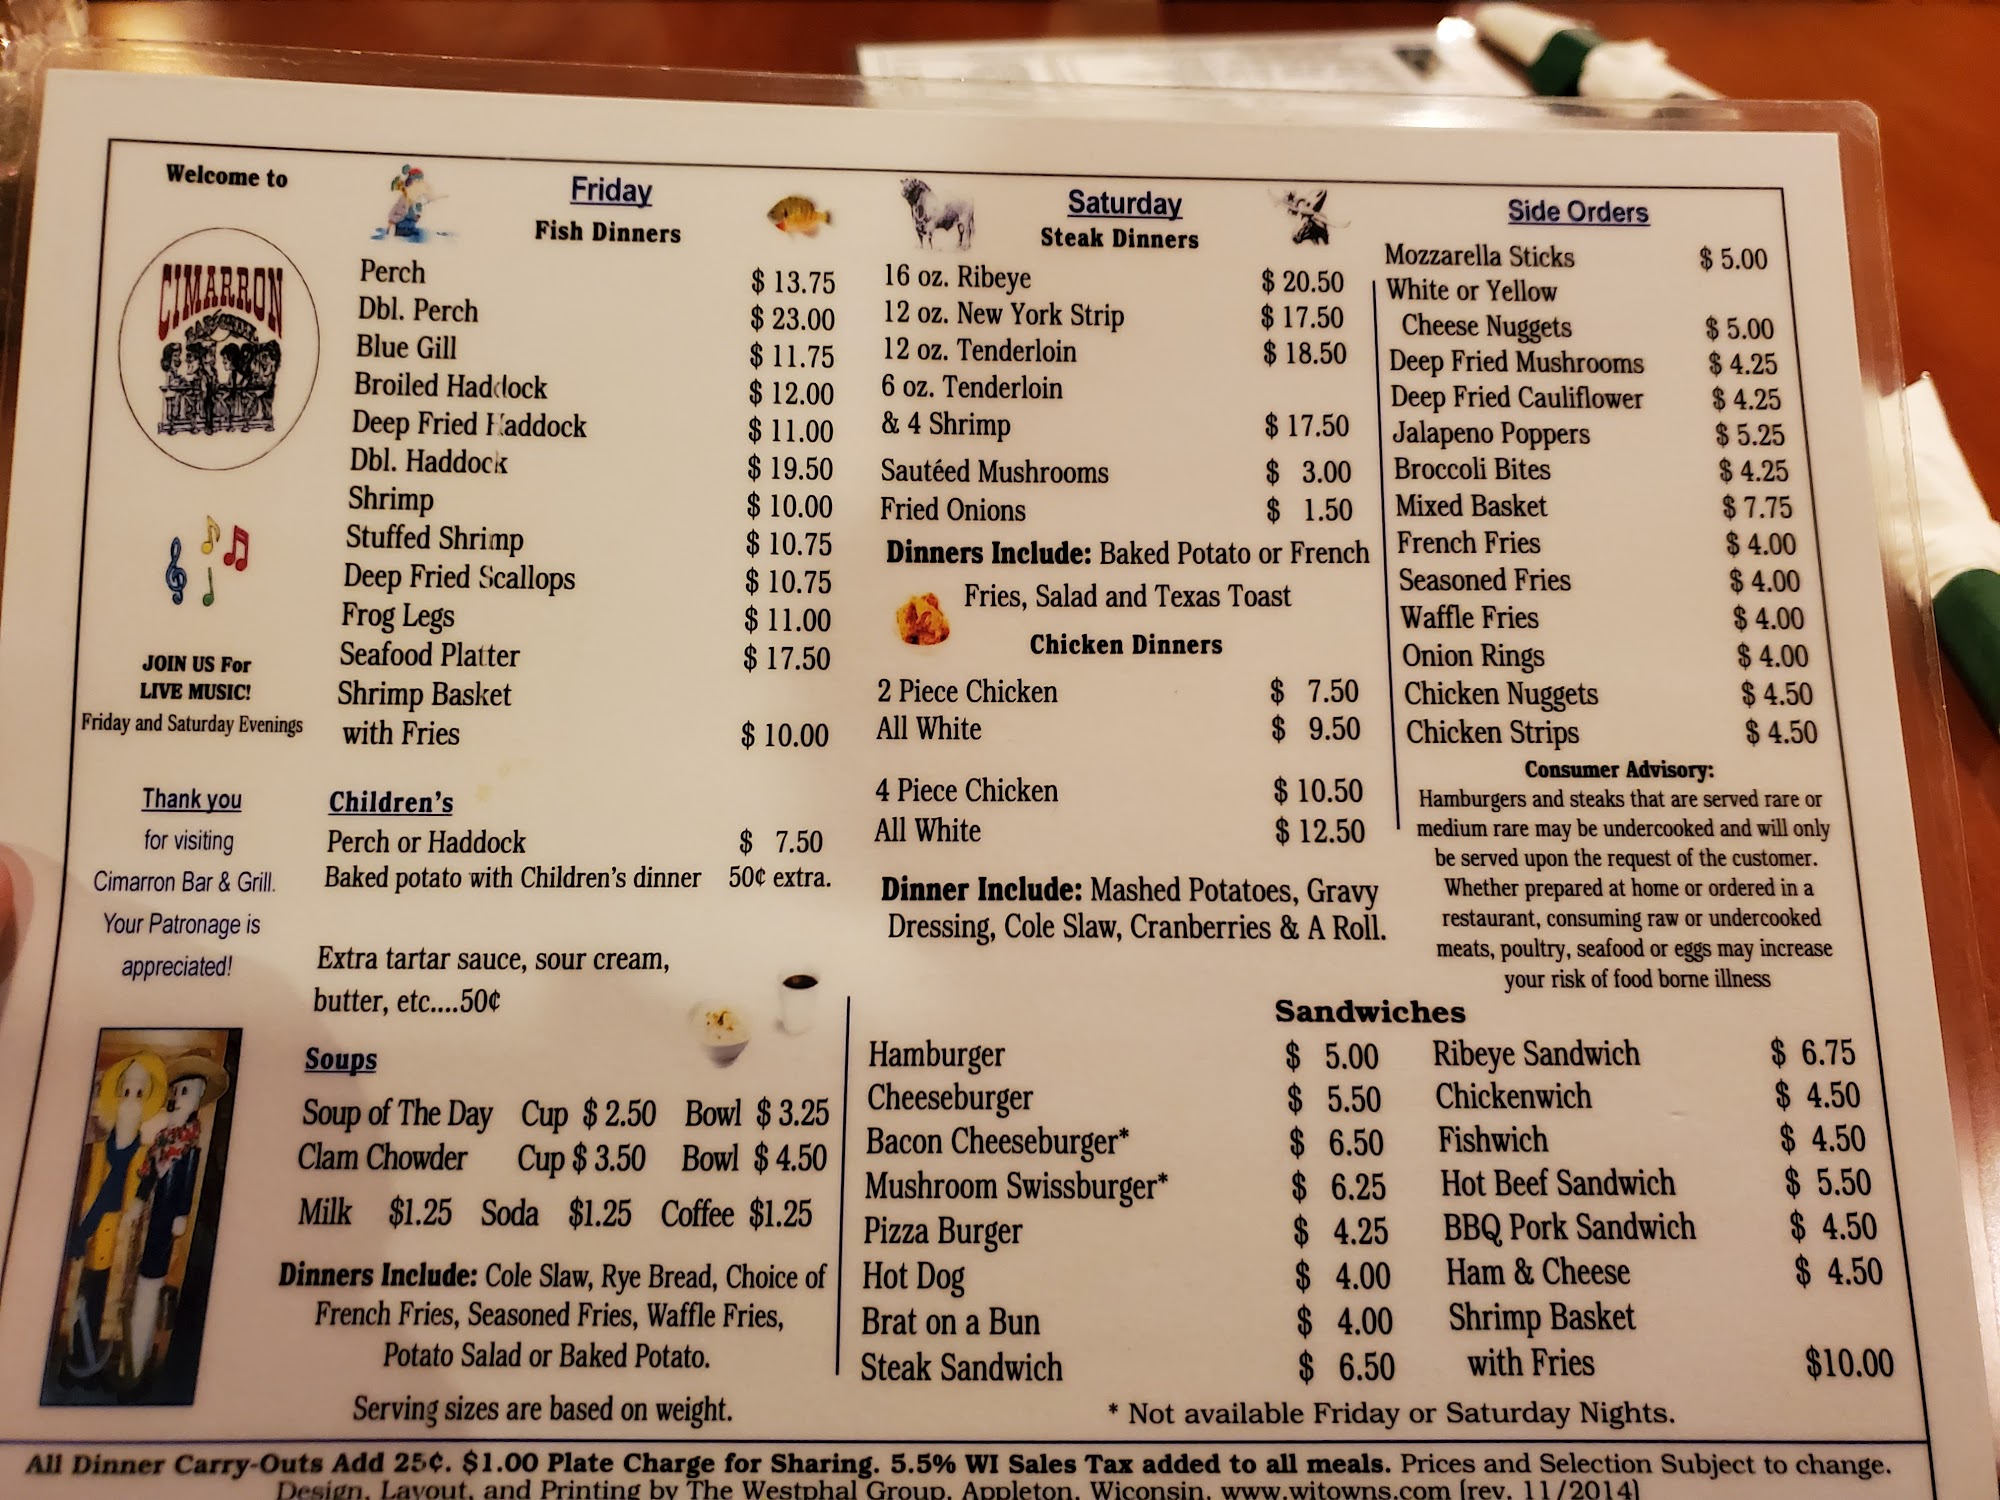 Welcome to
CIMARRON
BAR & GRILL
JOIN US For
LIVE MUSIC!
Friday and Saturday Evenings
Thank you
for visiting
Cimarron Bar & Grill.
Your Patronage is
appreciated!
Friday
Fish Dinners
Perch $ 13.75
Dbl. Perch $ 23.00
Blue Gill $ 11.75
Broiled Haddock $ 12.00
Deep Fried Haddock $ 11.00
Dbl. Haddock $ 19.50
Shrimp $ 10.00
Stuffed Shrimp $ 10.75
Deep Fried Scallops $ 10.75
Frog Legs $ 11.00
Seafood Platter $ 17.50
Shrimp Basket
with Fries $ 10.00
Children's
Perch or Haddock $ 7.50
Baked potato with Children's dinner 50¢ extra.
Extra tartar sauce, sour cream,
butter, etc....50¢
Soups
Soup of The Day Cup $ 2.50 Bowl $ 3.25
Clam Chowder Cup $ 3.50 Bowl $ 4.50
Milk $1.25 Soda $1.25 Coffee $1.25
Dinners Include: Cole Slaw, Rye Bread, Choice of
French Fries, Seasoned Fries, Waffle Fries,
Potato Salad or Baked Potato.
Serving sizes are based on weight.
Saturday
Steak Dinners
16 oz. Ribeye $ 20.50
12 oz. New York Strip $ 17.50
12 oz. Tenderloin $ 18.50
6 oz. Tenderloin
& 4 Shrimp $ 17.50
Sautéed Mushrooms $ 3.00
Fried Onions $ 1.50
Dinners Include: Baked Potato or French
Fries, Salad and Texas Toast
Chicken Dinners
2 Piece Chicken $ 7.50
All White $ 9.50
4 Piece Chicken $ 10.50
All White $ 12.50
Dinner Include: Mashed Potatoes, Gravy
Dressing, Cole Slaw, Cranberries & A Roll.
Side Orders
Mozzarella Sticks $ 5.00
White or Yellow
Cheese Nuggets $ 5.00
Deep Fried Mushrooms $ 4.25
Deep Fried Cauliflower $ 4.25
Jalapeno Poppers $ 5.25
Broccoli Bites $ 4.25
Mixed Basket $ 7.75
French Fries $ 4.00
Seasoned Fries $ 4.00
Waffle Fries $ 4.00
Onion Rings $ 4.00
Chicken Nuggets $ 4.50
Chicken Strips $ 4.50
Consumer Advisory:
Hamburgers and steaks that are served rare or
medium rare may be undercooked and will only
be served upon the request of the customer.
Whether prepared at home or ordered in a
restaurant, consuming raw or undercooked
meats, poultry, seafood or eggs may increase
your risk of food borne illness
Sandwiches
Hamburger $ 5.00
Cheeseburger $ 5.50
Bacon Cheeseburger* $ 6.50
Mushroom Swissburger* $ 6.25
Pizza Burger $ 4.25
Hot Dog $ 4.00
Brat on a Bun $ 4.00
Steak Sandwich $ 6.50
Ribeye Sandwich $ 6.75
Chickenwich $ 4.50
Fishwich $ 4.50
Hot Beef Sandwich $ 5.50
BBQ Pork Sandwich $ 4.50
Ham & Cheese $ 4.50
Shrimp Basket
with Fries $10.00
* Not available Friday or Saturday Nights.
All Dinner Carry-Outs Add 25¢. $1.00 Plate Charge for Sharing. 5.5% WI Sales Tax added to all meals. Prices and Selection Subject to change.
Design, Layout, and Printing by The Westphal Group, Appleton, Wiconsin, www.witowns.com [rev. 11/2014]